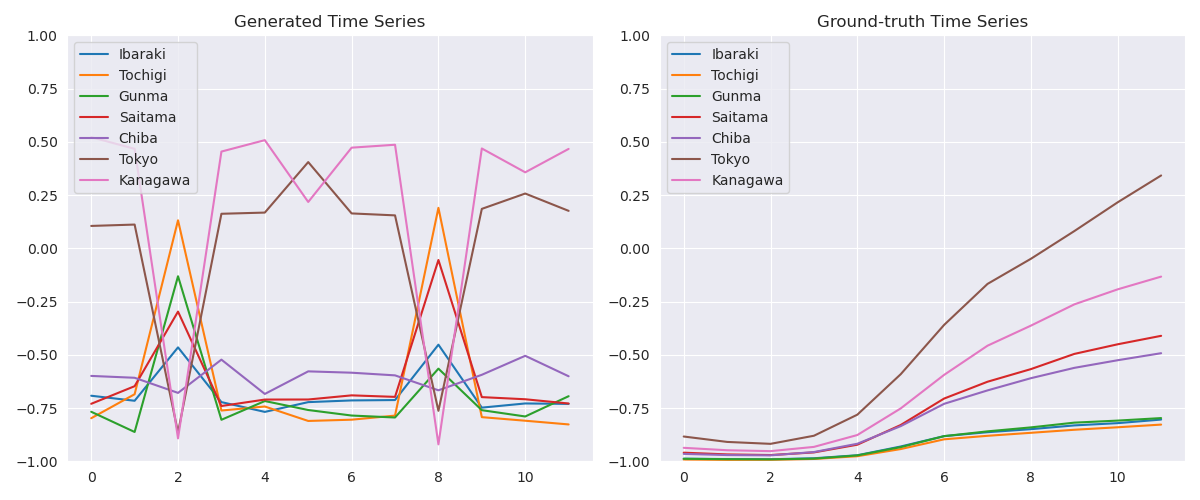 Generated Time Series
1.00
0.75
0.50
0.25
0.00
−0.25
−0.50
−0.75
−1.00
0 2 4 6 8 10
Ibaraki
Tochigi
Gunma
Saitama
Chiba
Tokyo
Kanagawa
Ground-truth Time Series
1.00
0.75
0.50
0.25
0.00
−0.25
−0.50
−0.75
−1.00
0 2 4 6 8 10
Ibaraki
Tochigi
Gunma
Saitama
Chiba
Tokyo
Kanagawa